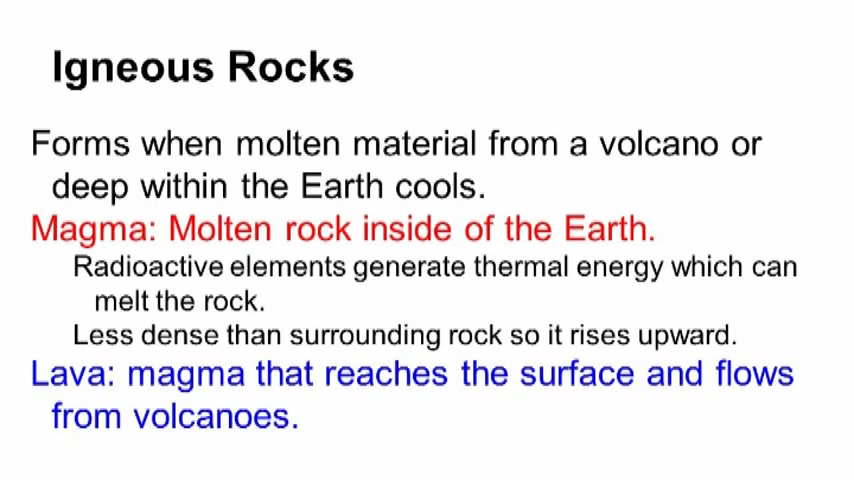 Igneous Rocks
Forms when molten material from a volcano or
deep within the Earth cools.
Magma: Molten rock inside of the Earth.
Radioactive elements generate thermal energy which can
melt the rock.
Less dense than surrounding rock so it rises upward.
Lava: magma that reaches the surface and flows
from volcanoes.